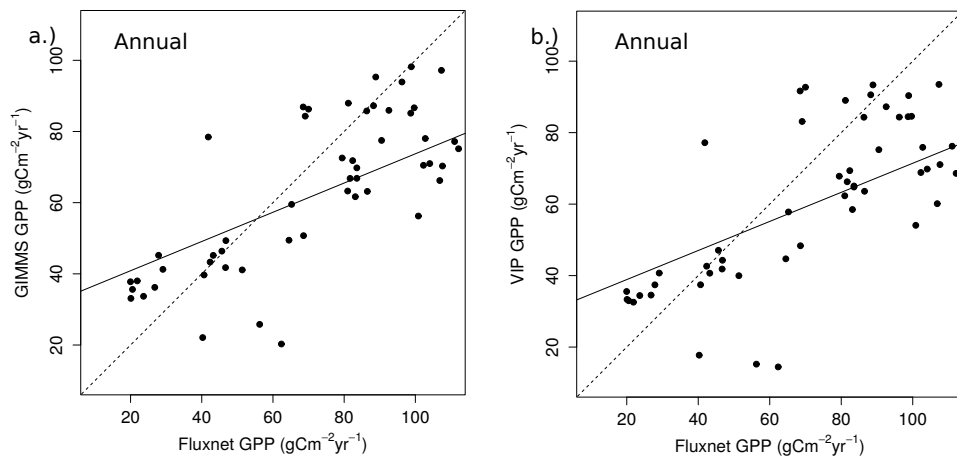 a.)
Annual
GIMMS GPP (gCm⁻²yr⁻¹)
100
80
60
40
20
20 40 60 80 100
Fluxnet GPP (gCm⁻²yr⁻¹)
b.)
Annual
VIP GPP (gCm⁻²yr⁻¹)
100
80
60
40
20
20 40 60 80 100
Fluxnet GPP (gCm⁻²yr⁻¹)